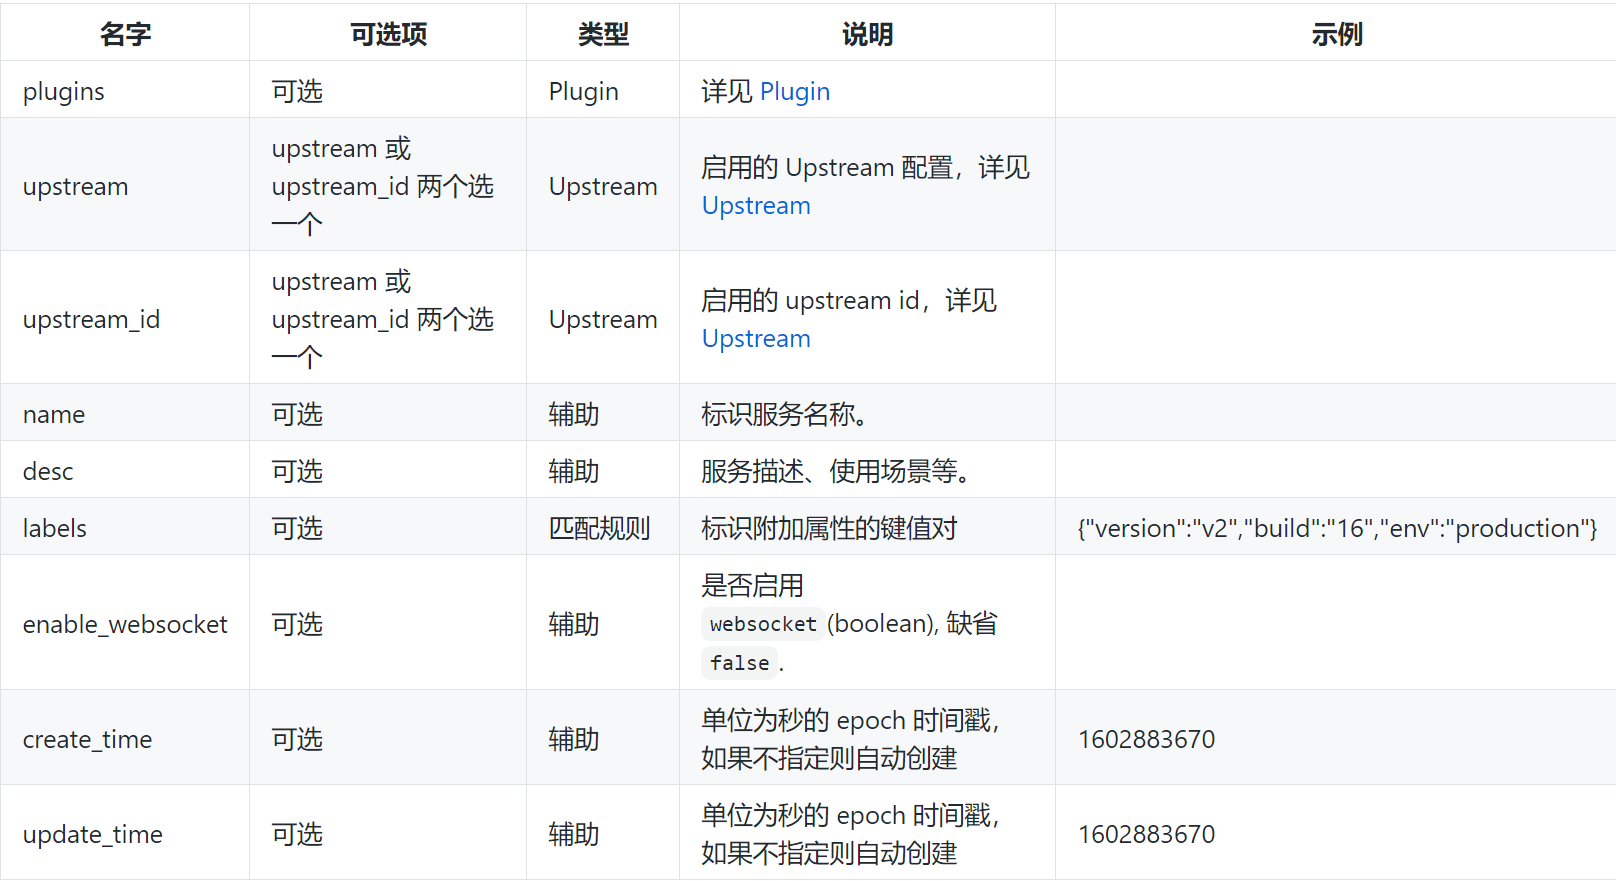 名字 可选项 类型 说明 示例
plugins 可选 Plugin 详见 Plugin
upstream
upstream 或
upstream_id 两个选
一个
Upstream
启用的 Upstream 配置，详见
Upstream
upstream_id
upstream 或
upstream_id 两个选
一个
Upstream
启用的 upstream id，详见
Upstream
name 可选 辅助 标识服务名称。
desc 可选 辅助 服务描述、使用场景等。
labels 可选 匹配规则 标识附加属性的键值对 {"version":"v2","build":"16","env":"production"}
enable_websocket 可选 辅助
是否启用
websocket (boolean), 缺省
false .
create_time 可选 辅助
单位为秒的 epoch 时间戳，
如果不指定则自动创建
1602883670
update_time 可选 辅助
单位为秒的 epoch 时间戳，
如果不指定则自动创建
1602883670